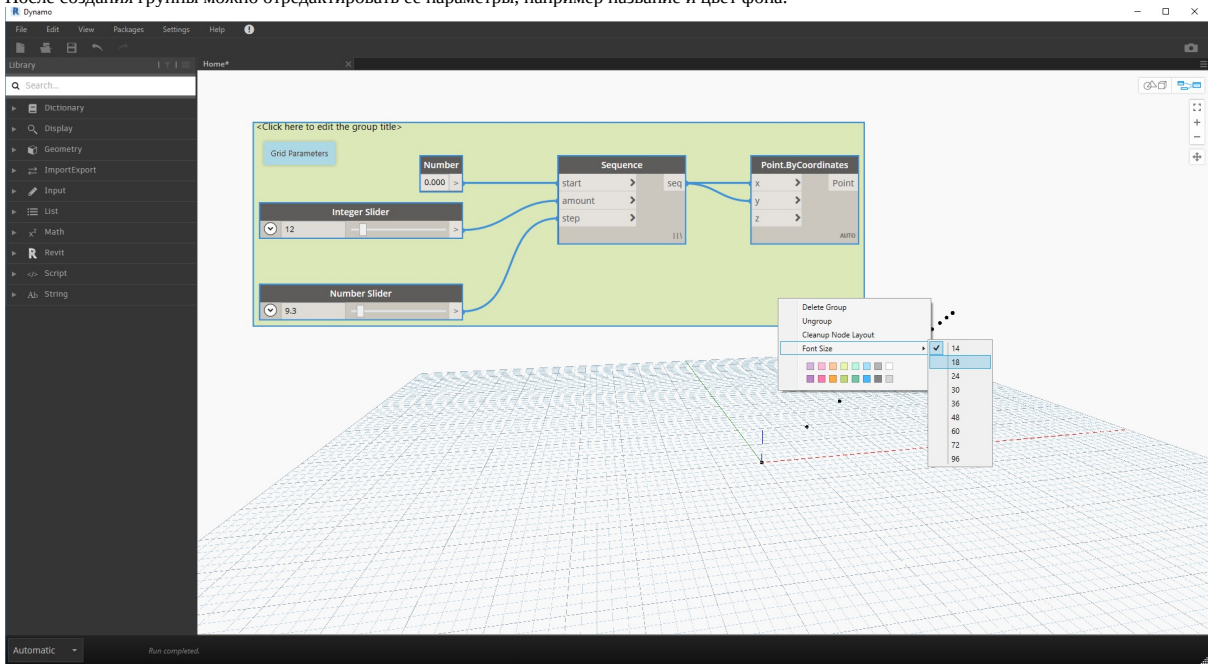 После создания группы можно отредактировать ее параметры, например название и цвет фона.
Dynamo
File Edit View Packages Settings Help
Library
Home*
Search...
Dictionary
Display
Geometry
ImportExport
Input
List
Math
Revit
Script
String
<Click here to edit the group title>
Grid Parameters
Number
0.000 >
Integer Slider
12 >
Number Slider
9.3 >
Sequence
start > seq
amount >
step >
Point.ByCoordinates
x > Point
y >
z >
AUTO
Delete Group
Ungroup
Cleanup Node Layout
Font Size
14
18
24
30
36
48
60
72
96
Automatic
Run completed.